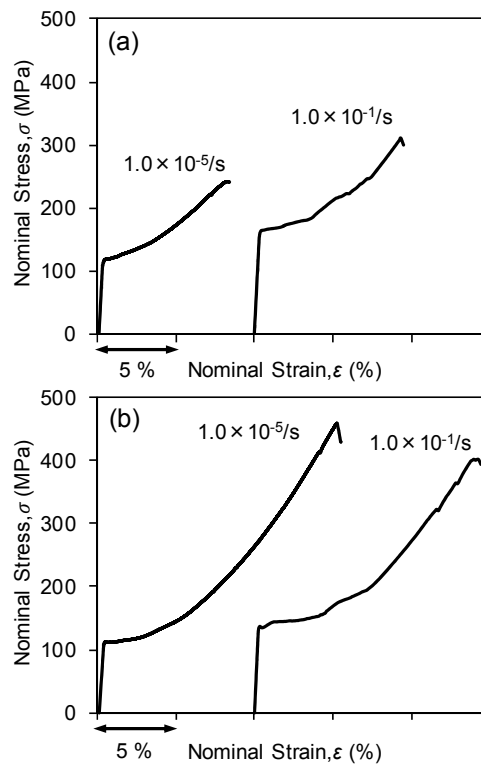 500
(a)
400
1.0×10⁻¹/s
300
1.0×10⁻⁵/s
200
100
0
Nominal Stress,σ (MPa)
5 %
Nominal Strain,ε (%)
500
(b)
1.0×10⁻⁵/s
1.0×10⁻¹/s
400
300
200
100
0
Nominal Stress,σ (MPa)
5 %
Nominal Strain,ε (%)